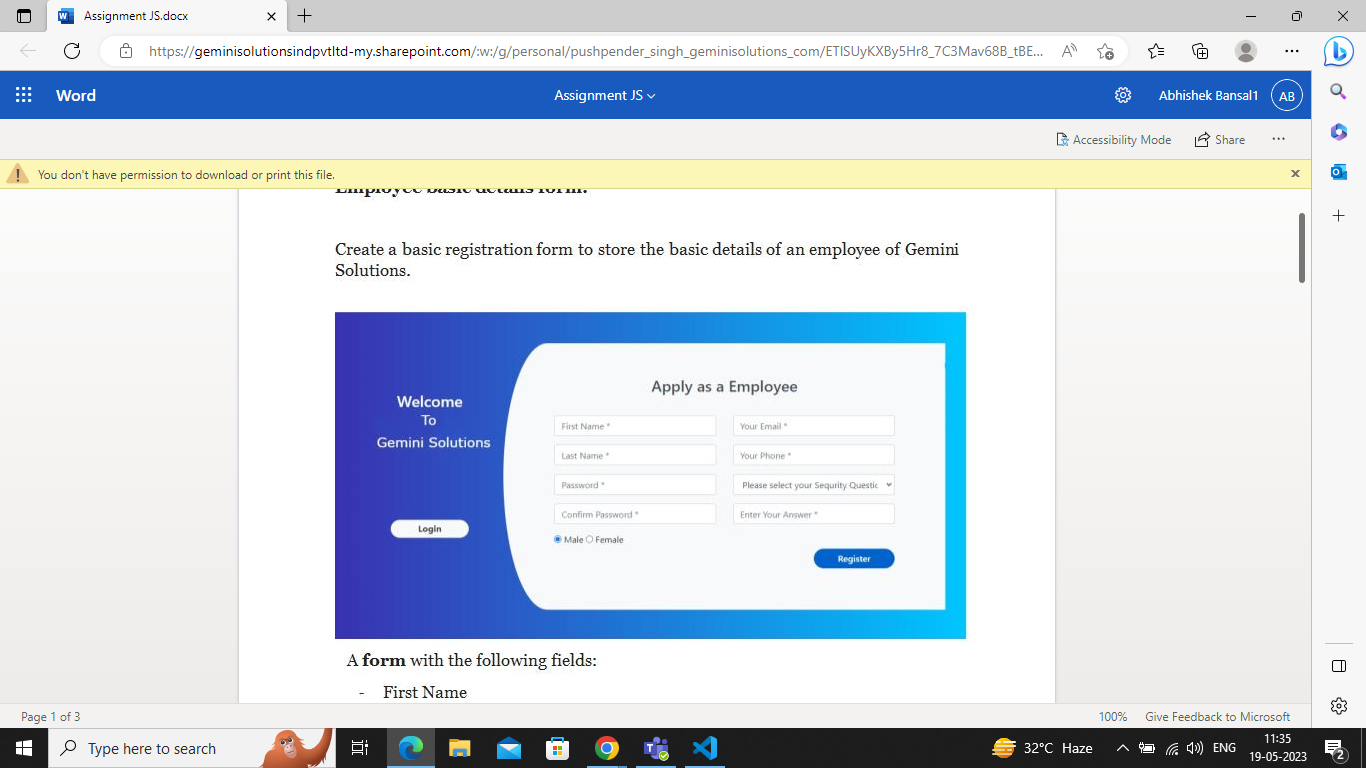 Assignment JS.docx
https://geminisolutionsindpvtltd-my.sharepoint.com/:w:/g/personal/pushpender_singh_geminisolutions_com/ETlSUyKXBy5Hr8_7C3Mav68B_tBE...
Word
Assignment JS
Abhishek Bansal1
AB
Accessibility Mode
Share
You don't have permission to download or print this file.
Employee basic details form:
Create a basic registration form to store the basic details of an employee of Gemini
Solutions.
Welcome
To
Gemini Solutions
Login
Apply as a Employee
First Name *
Your Email *
Last Name *
Your Phone *
Password *
Please select your Sequrity Questic
Confirm Password *
Enter Your Answer *
Male Female
Register
A form with the following fields:
- First Name
Page 1 of 3
100%
Give Feedback to Microsoft
Type here to search
32°C Haze
ENG
11:35
19-05-2023
2